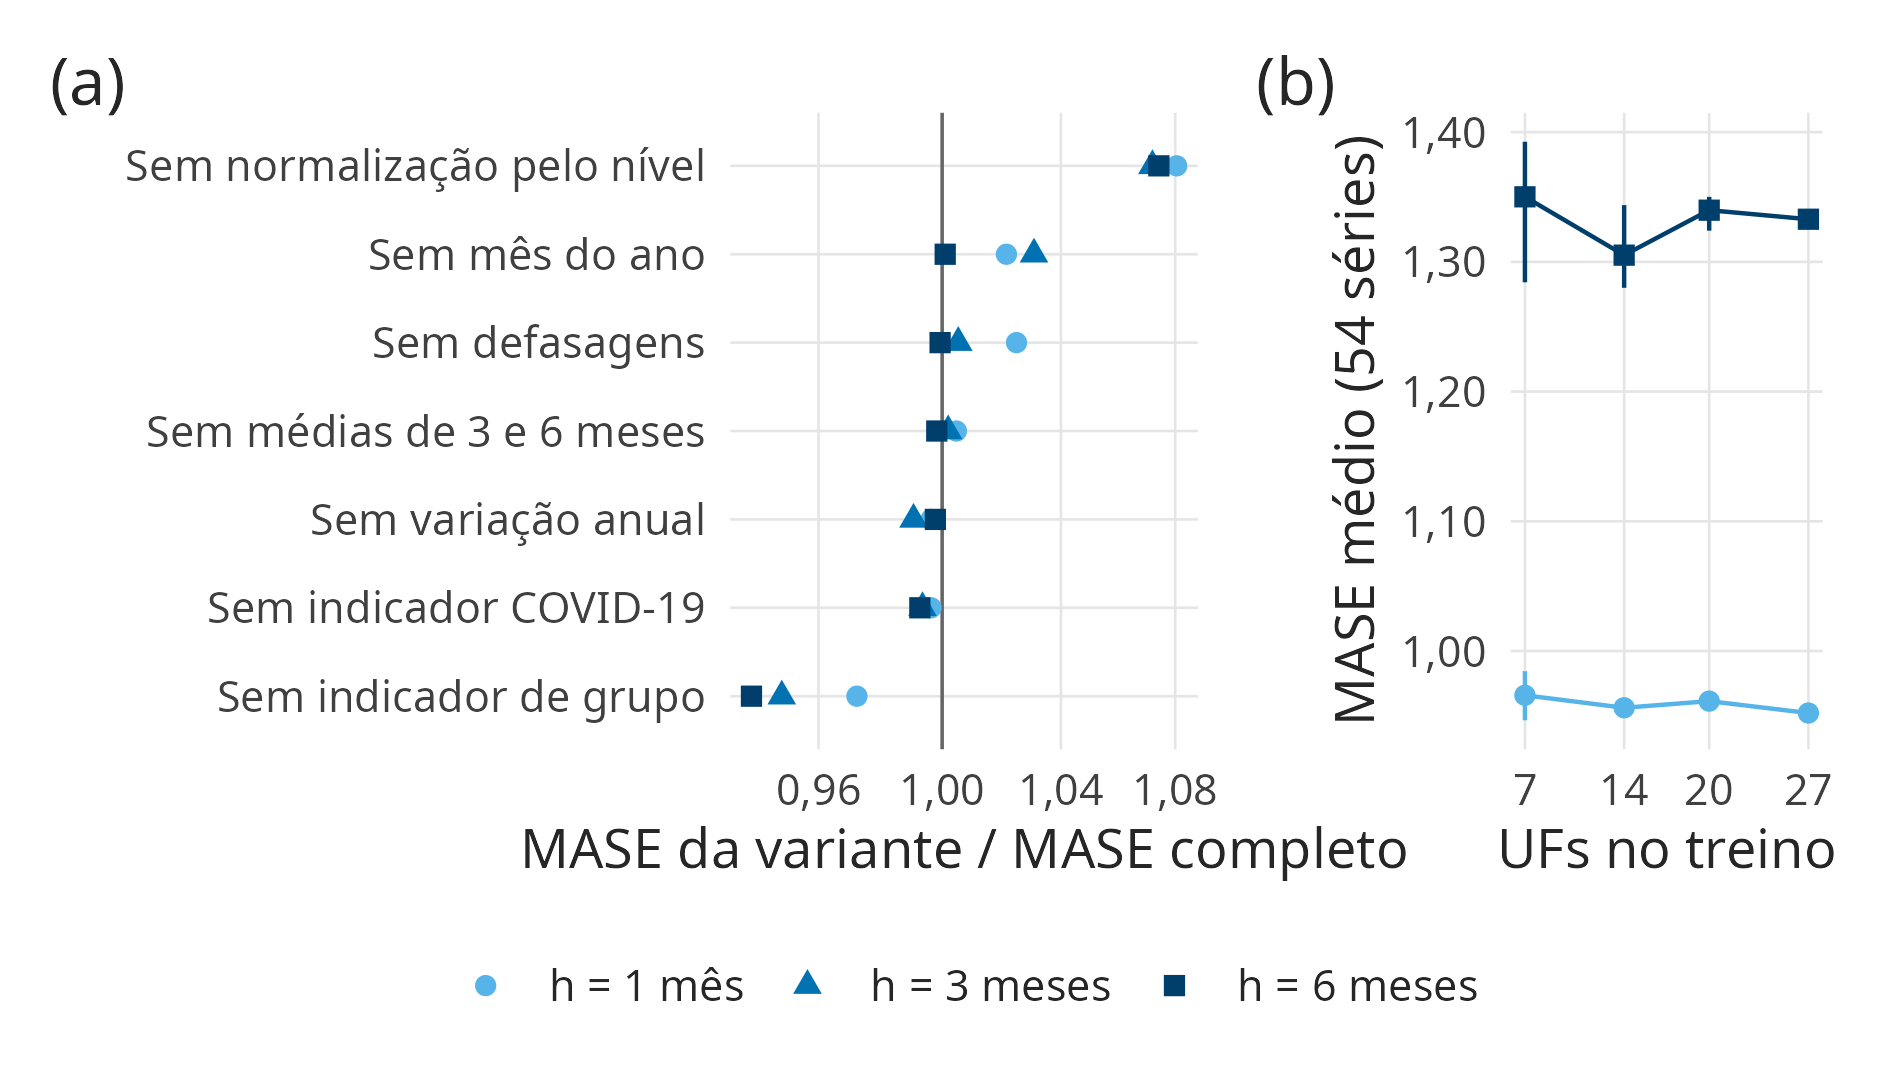 (a)
Sem normalização pelo nível
Sem mês do ano
Sem defasagens
Sem médias de 3 e 6 meses
Sem variação anual
Sem indicador COVID-19
Sem indicador de grupo
0,96 1,00 1,04 1,08
MASE da variante / MASE completo
(b)
MASE médio (54 séries)
1,40
1,30
1,20
1,10
1,00
7 14 20 27
UFs no treino
h = 1 mês h = 3 meses h = 6 meses